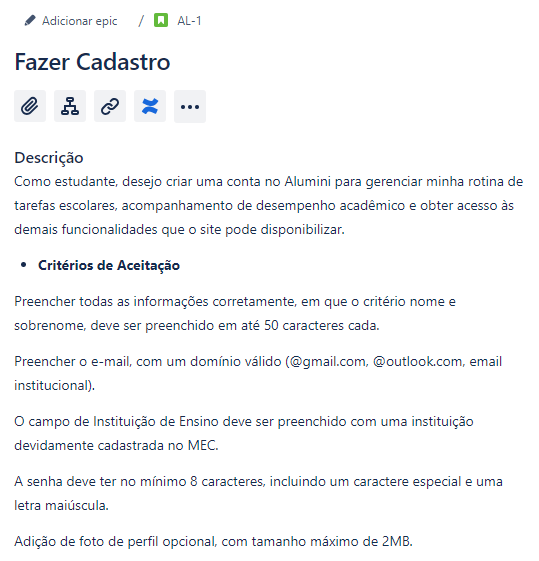 Adicionar epic / AL-1
Fazer Cadastro
Descrição
Como estudante, desejo criar uma conta no Alumini para gerenciar minha rotina de
tarefas escolares, acompanhamento de desempenho acadêmico e obter acesso às
demais funcionalidades que o site pode disponibilizar.
• Critérios de Aceitação
Preencher todas as informações corretamente, em que o critério nome e
sobrenome, deve ser preenchido em até 50 caracteres cada.
Preencher o e-mail, com um domínio válido (@gmail.com, @outlook.com, email
institucional).
O campo de Instituição de Ensino deve ser preenchido com uma instituição
devidamente cadastrada no MEC.
A senha deve ter no mínimo 8 caracteres, incluindo um caractere especial e uma
letra maiúscula.
Adição de foto de perfil opcional, com tamanho máximo de 2MB.